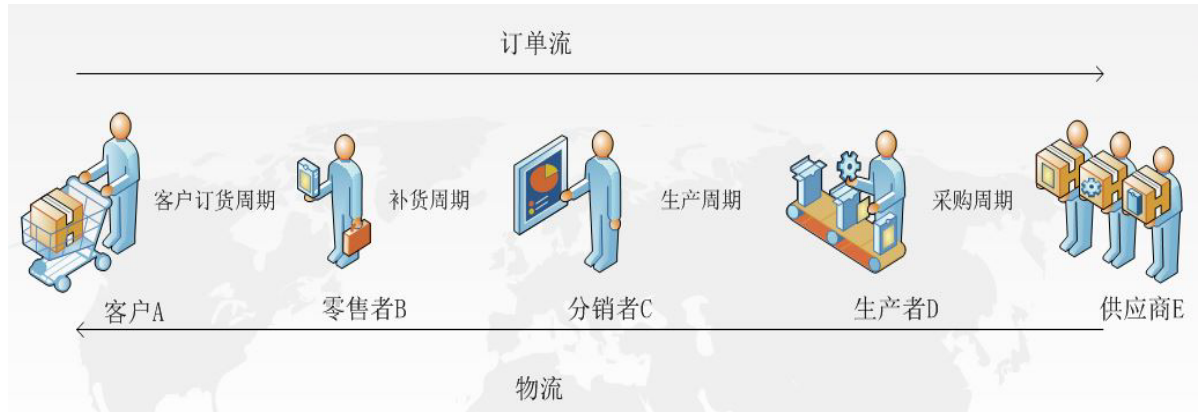 订单流
客户订货周期
补货周期
生产周期
采购周期
客户A
零售者B
分销者C
生产者D
供应商E
物流